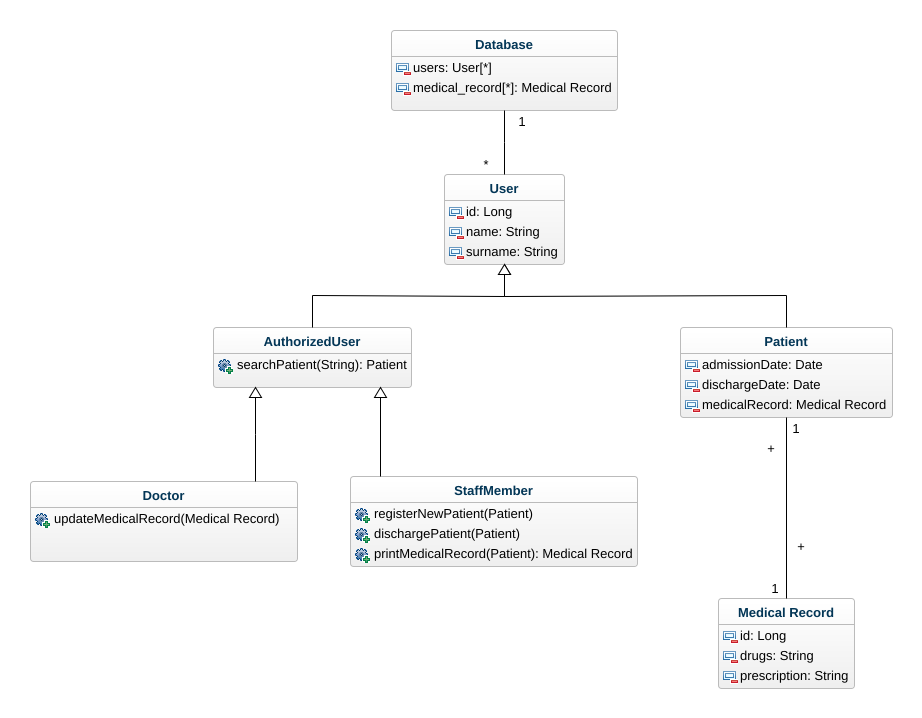 Database
users: User[*]
medical_record[*]: Medical Record
1
*
User
id: Long
name: String
surname: String
AuthorizedUser
searchPatient(String): Patient
Patient
admissionDate: Date
dischargeDate: Date
medicalRecord: Medical Record
1
+
Doctor
updateMedicalRecord(Medical Record)
StaffMember
registerNewPatient(Patient)
dischargePatient(Patient)
printMedicalRecord(Patient): Medical Record
+
1
Medical Record
id: Long
drugs: String
prescription: String